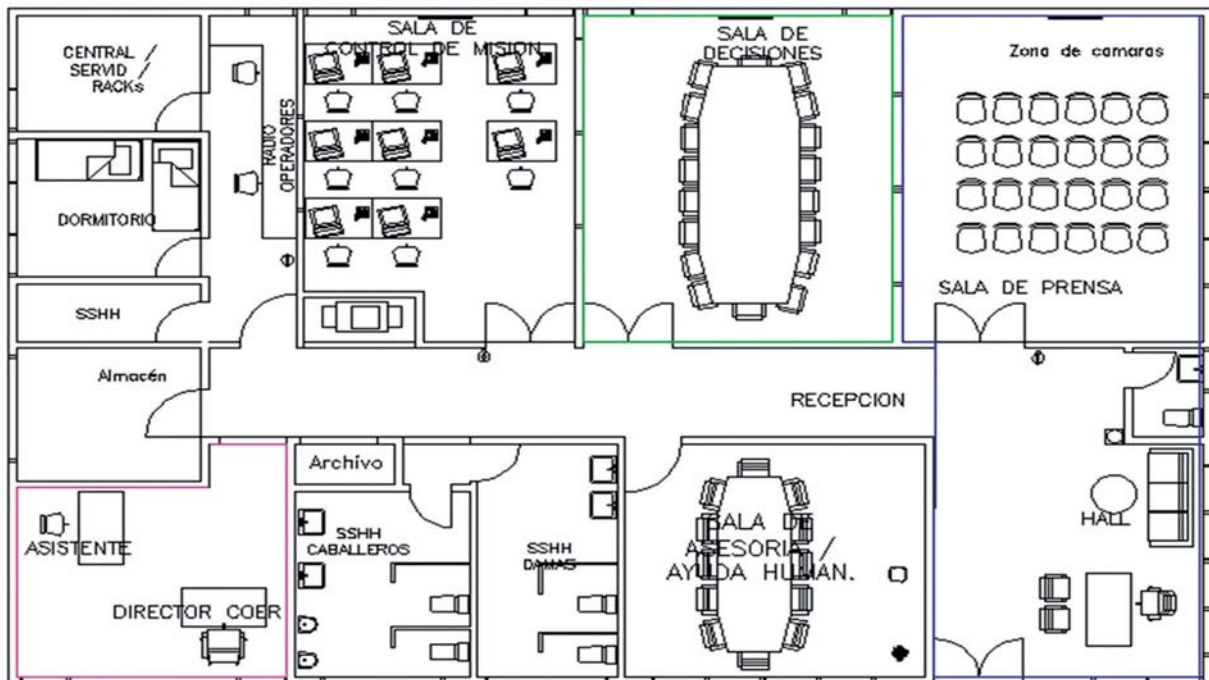 CENTRAL /
SERVID /
RACKs
RADIO
OPERADORES
SALA DE
CONTROL DE MISION
SALA DE
DECISIONES
Zona de camaras
DORMITORIO
SSHH
SALA DE PRENSA
Almacén
RECEPCION
Archivo
ASISTENTE
DIRECTOR COER
SSHH
CABALLEROS
SSHH
DAMAS
SALA DE
ASESORIA /
AYUDA HUMAN.
HALL